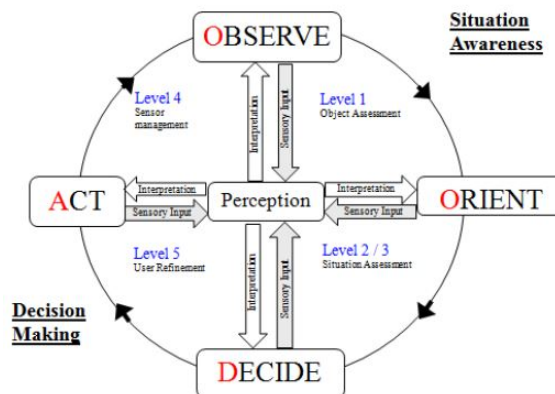 OBSERVE
Situation
Awareness
Level 4
Sensor
management
Level 1
Object Assessment
Interpretation
Sensory Input
ACT
Interpretation
Sensory Input
Perception
Interpretation
Sensory Input
ORIENT
Level 5
User Refinement
Level 2 / 3
Situation Assessment
Interpretation
Sensory Input
Decision
Making
DECIDE